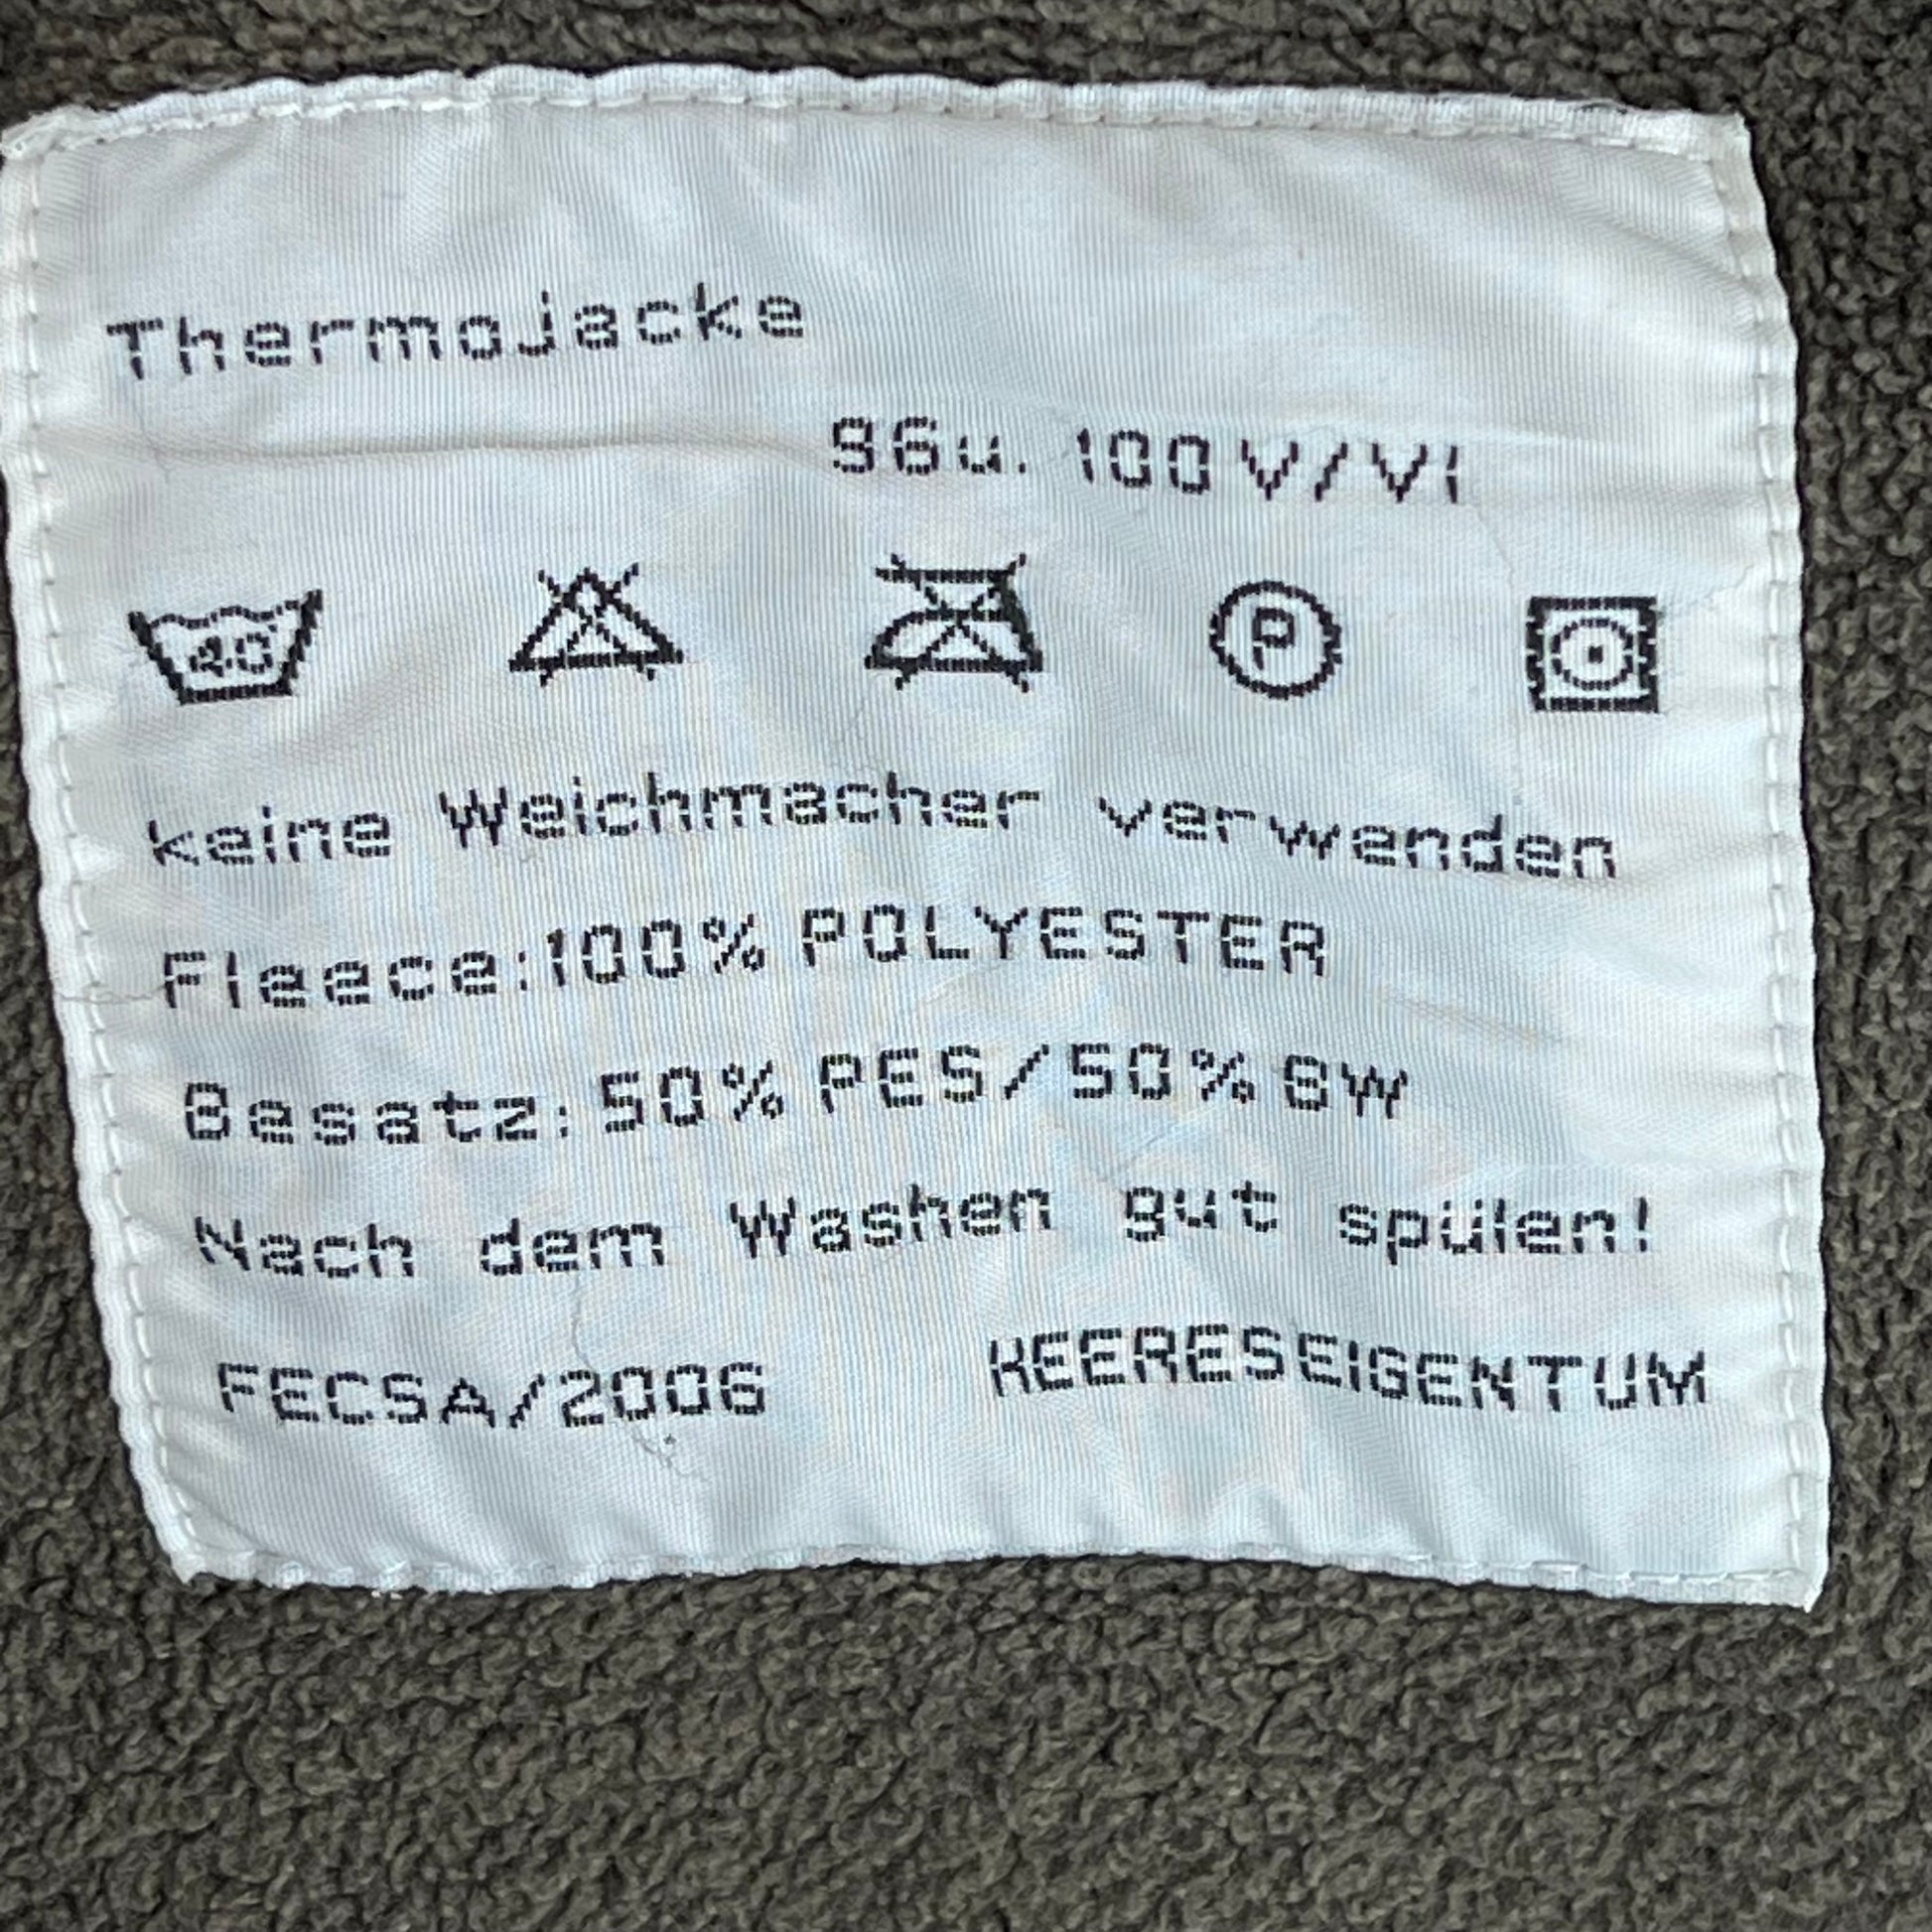 Thermojacke
96u. 100 V/VI
40
P
keine Weichmacher verwenden
Fleece:100% POLYESTER
Besatz: 50% PES/50% BW
Nach dem Washen gut spülen!
FECSA/2006 HEERESEIGENTUM